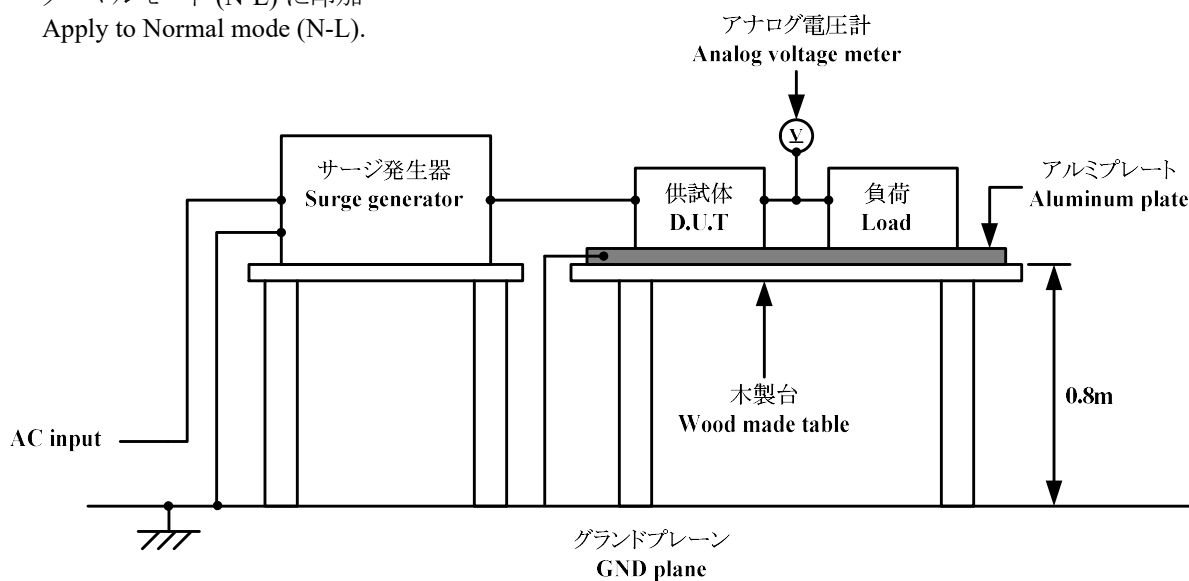 Apply to Normal mode (N-L).
アナログ電圧計
Analog voltage meter
V
サージ発生器
Surge generator
供試体
D.U.T
負荷
Load
アルミプレート
Aluminum plate
木製台
Wood made table
0.8m
AC input
グランドプレーン
GND plane